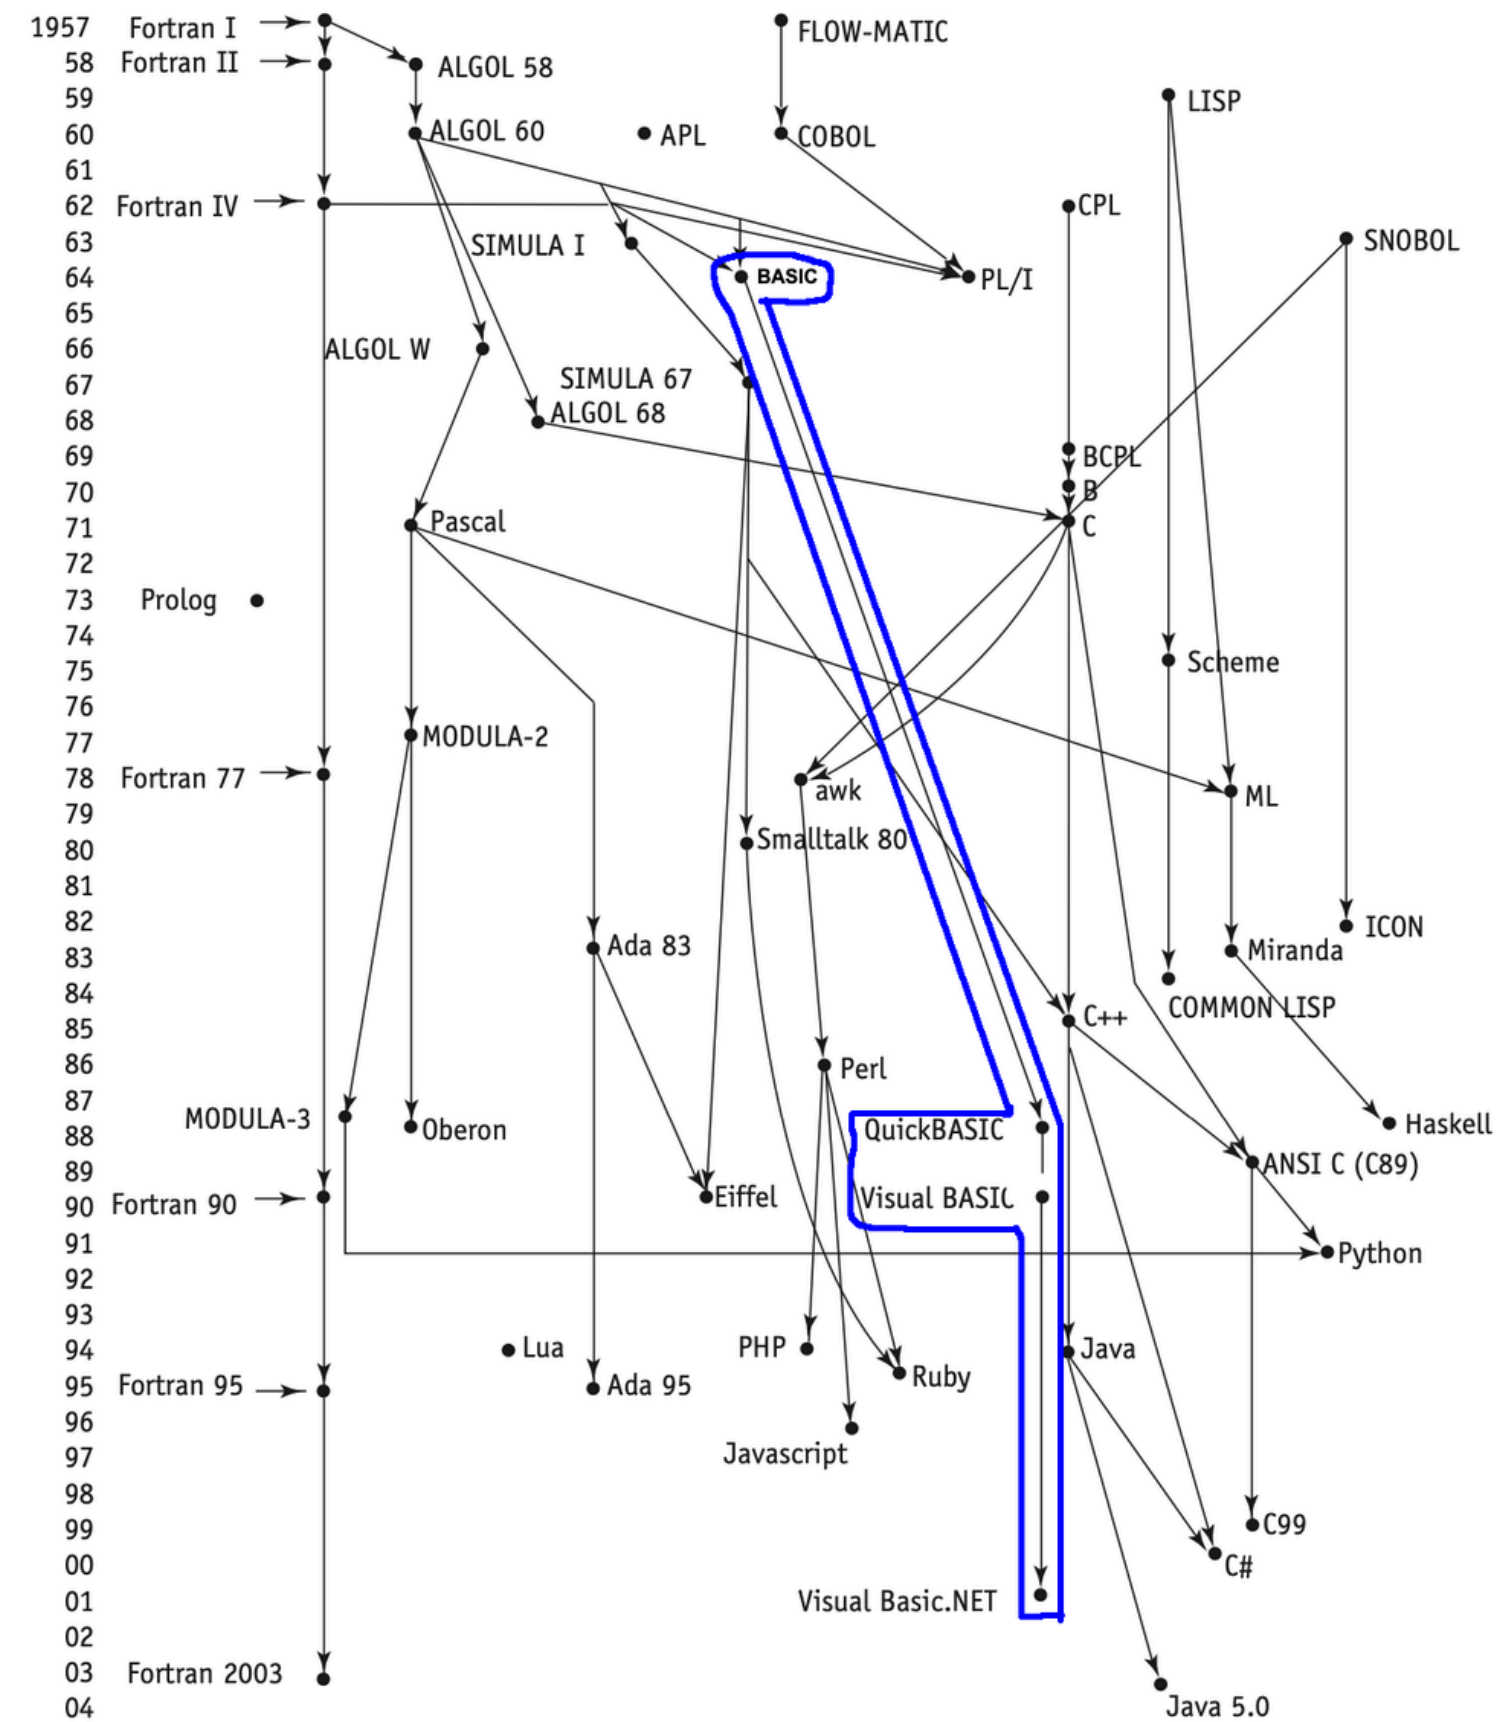 1957 Fortran I FLOW-MATIC
58 Fortran II ALGOL 58
59 LISP
60 ALGOL 60 APL COBOL
61
62 Fortran IV CPL
63 SIMULA I SNOBOL
64 BASIC PL/I
65
66 ALGOL W
67 SIMULA 67
68 ALGOL 68
69 BCPL
70 B
71 Pascal C
72
73 Prolog
74
75 Scheme
76
77 MODULA-2
78 Fortran 77 awk ML
79
80 Smalltalk 80
81
82 ICON
83 Ada 83 Miranda
84 COMMON LISP
85 C++
86 Perl
87 MODULA-3
88 Oberon QuickBASIC Haskell
89 ANSI C (C89)
90 Fortran 90 Eiffel Visual BASIC
91 Python
92
93
94 Lua PHP Java
95 Fortran 95 Ada 95 Ruby
96
97 Javascript
98
99 C99
00 C#
01 Visual Basic.NET
02
03 Fortran 2003
04 Java 5.0